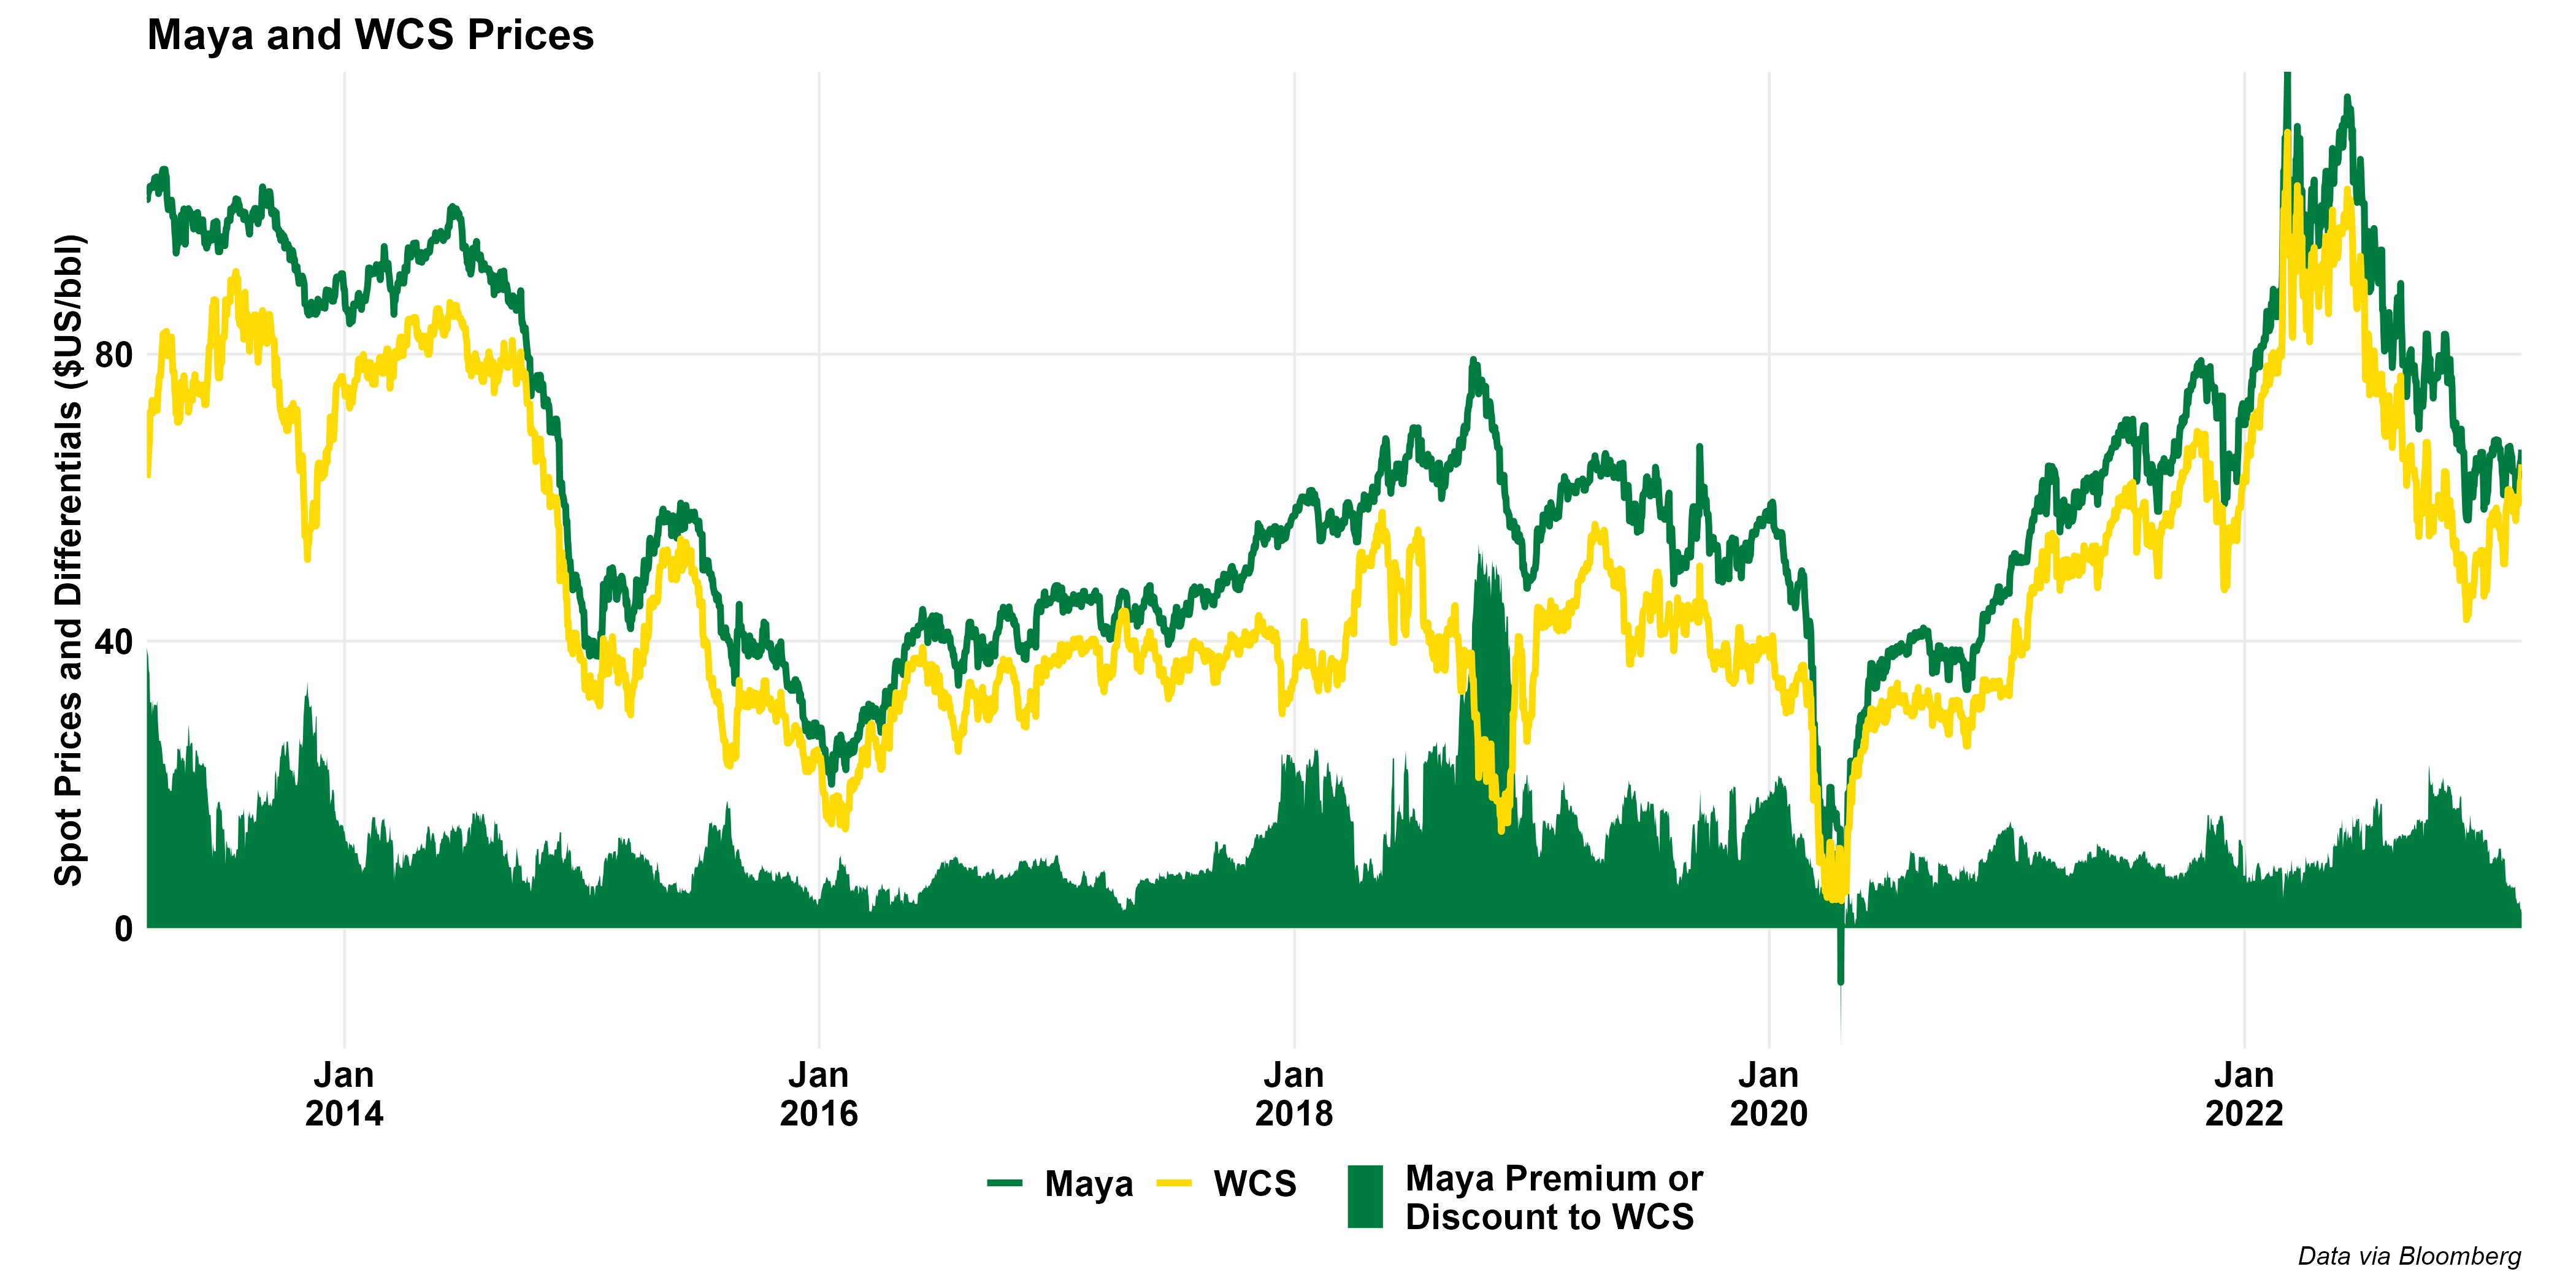 Maya and WCS Prices
Spot Prices and Differentials ($US/bbl)
80
40
0
Jan
2014
Jan
2016
Jan
2018
Jan
2020
Jan
2022
Maya
WCS
Maya Premium or
Discount to WCS
Data via Bloomberg